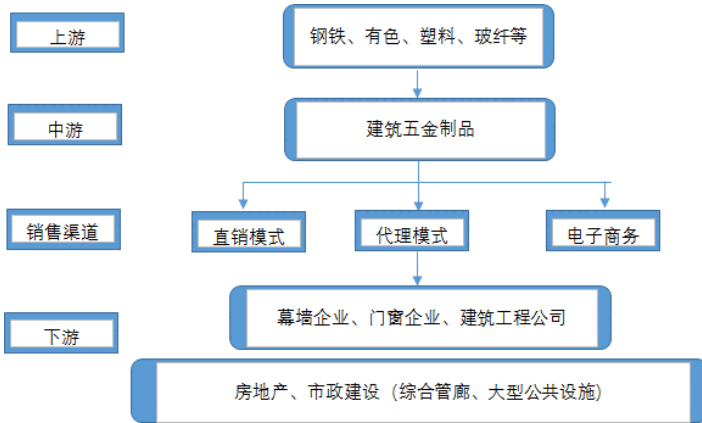 上游
钢铁、有色、塑料、玻纤等
中游
建筑五金制品
销售渠道
直销模式
代理模式
电子商务
幕墙企业、门窗企业、建筑工程公司
下游
房地产、市政建设（综合管廊、大型公共设施）